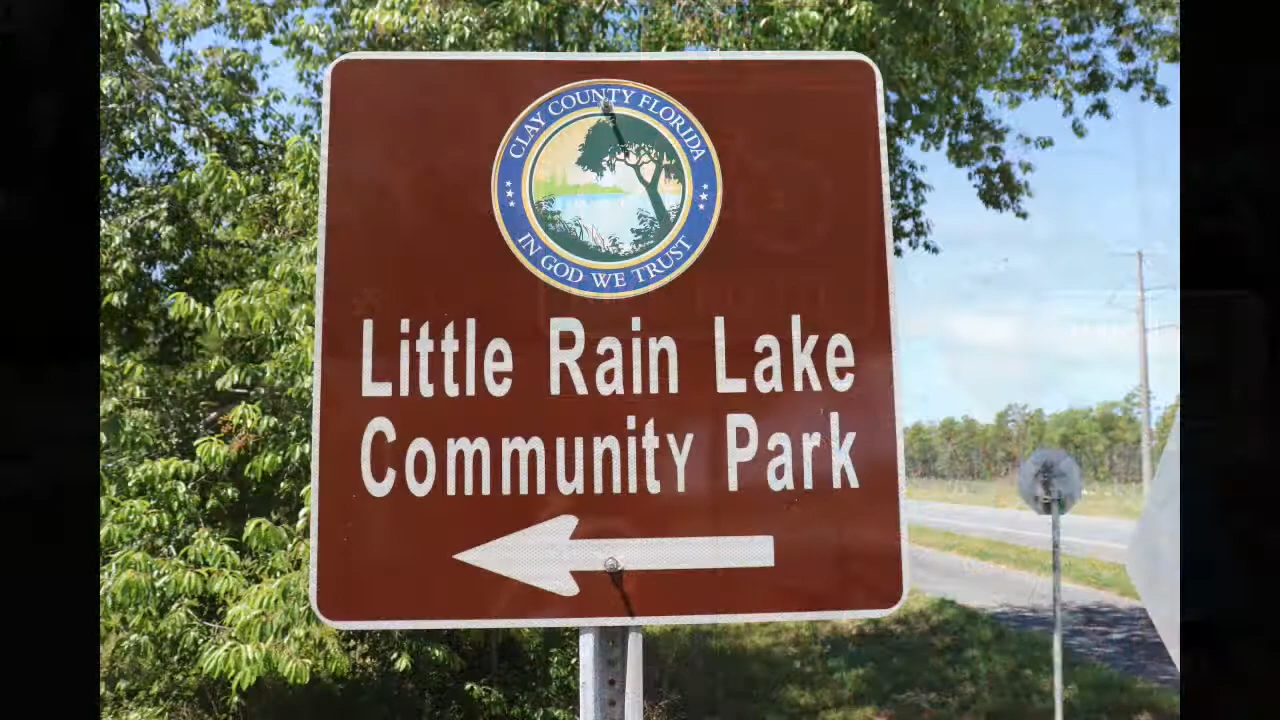 CLAY COUNTY FLORIDA
IN GOD WE TRUST
Little Rain Lake
Community Park